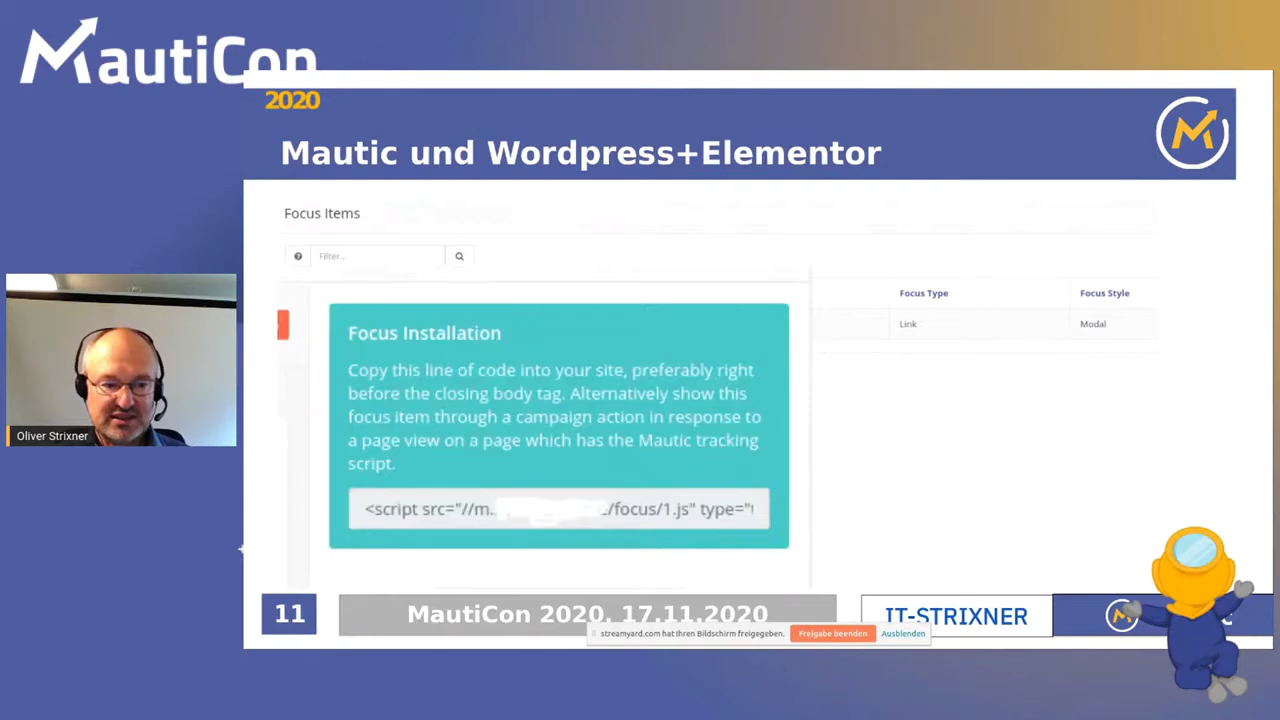 MautiCon
2020
Mautic und Wordpress+Elementor
Focus Items
Filter...
Focus Type
Focus Style
Link
Modal
Focus Installation
Copy this line of code into your site, preferably right
before the closing body tag. Alternatively show this
focus item through a campaign action in response to
a page view on a page which has the Mautic tracking
script.
<script src="//m. /focus/1.js" type="
Oliver Strixner
11
MautiCon 2020, 17.11.2020
IT-STRIXNER
streamyard.com hat Ihren Bildschirm freigegeben.
Freigabe beenden
Ausblenden